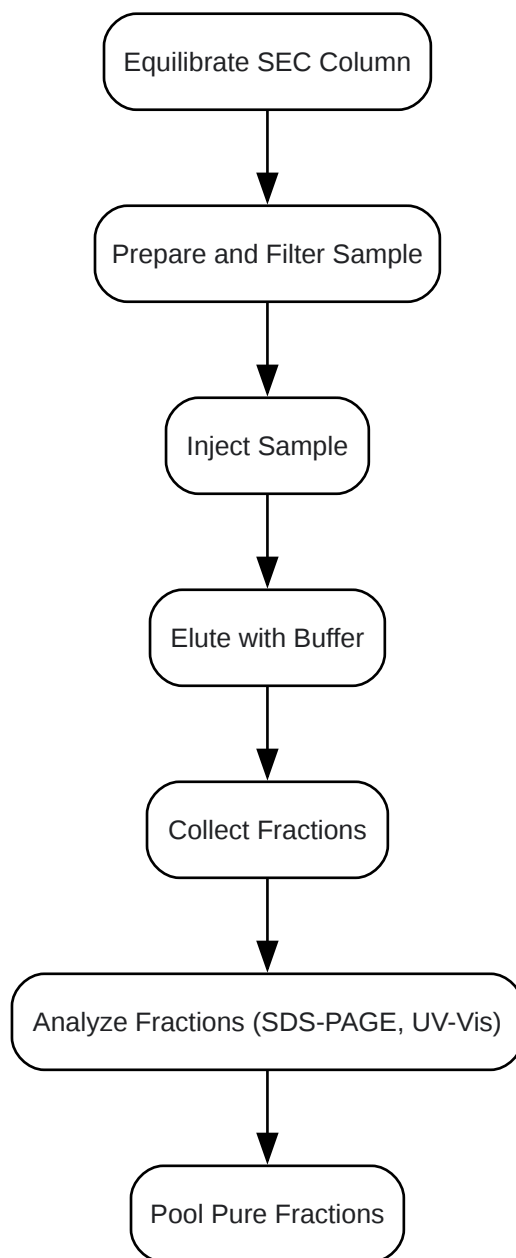 Equilibrate SEC Column
Prepare and Filter Sample
Inject Sample
Elute with Buffer
Collect Fractions
Analyze Fractions (SDS-PAGE, UV-Vis)
Pool Pure Fractions